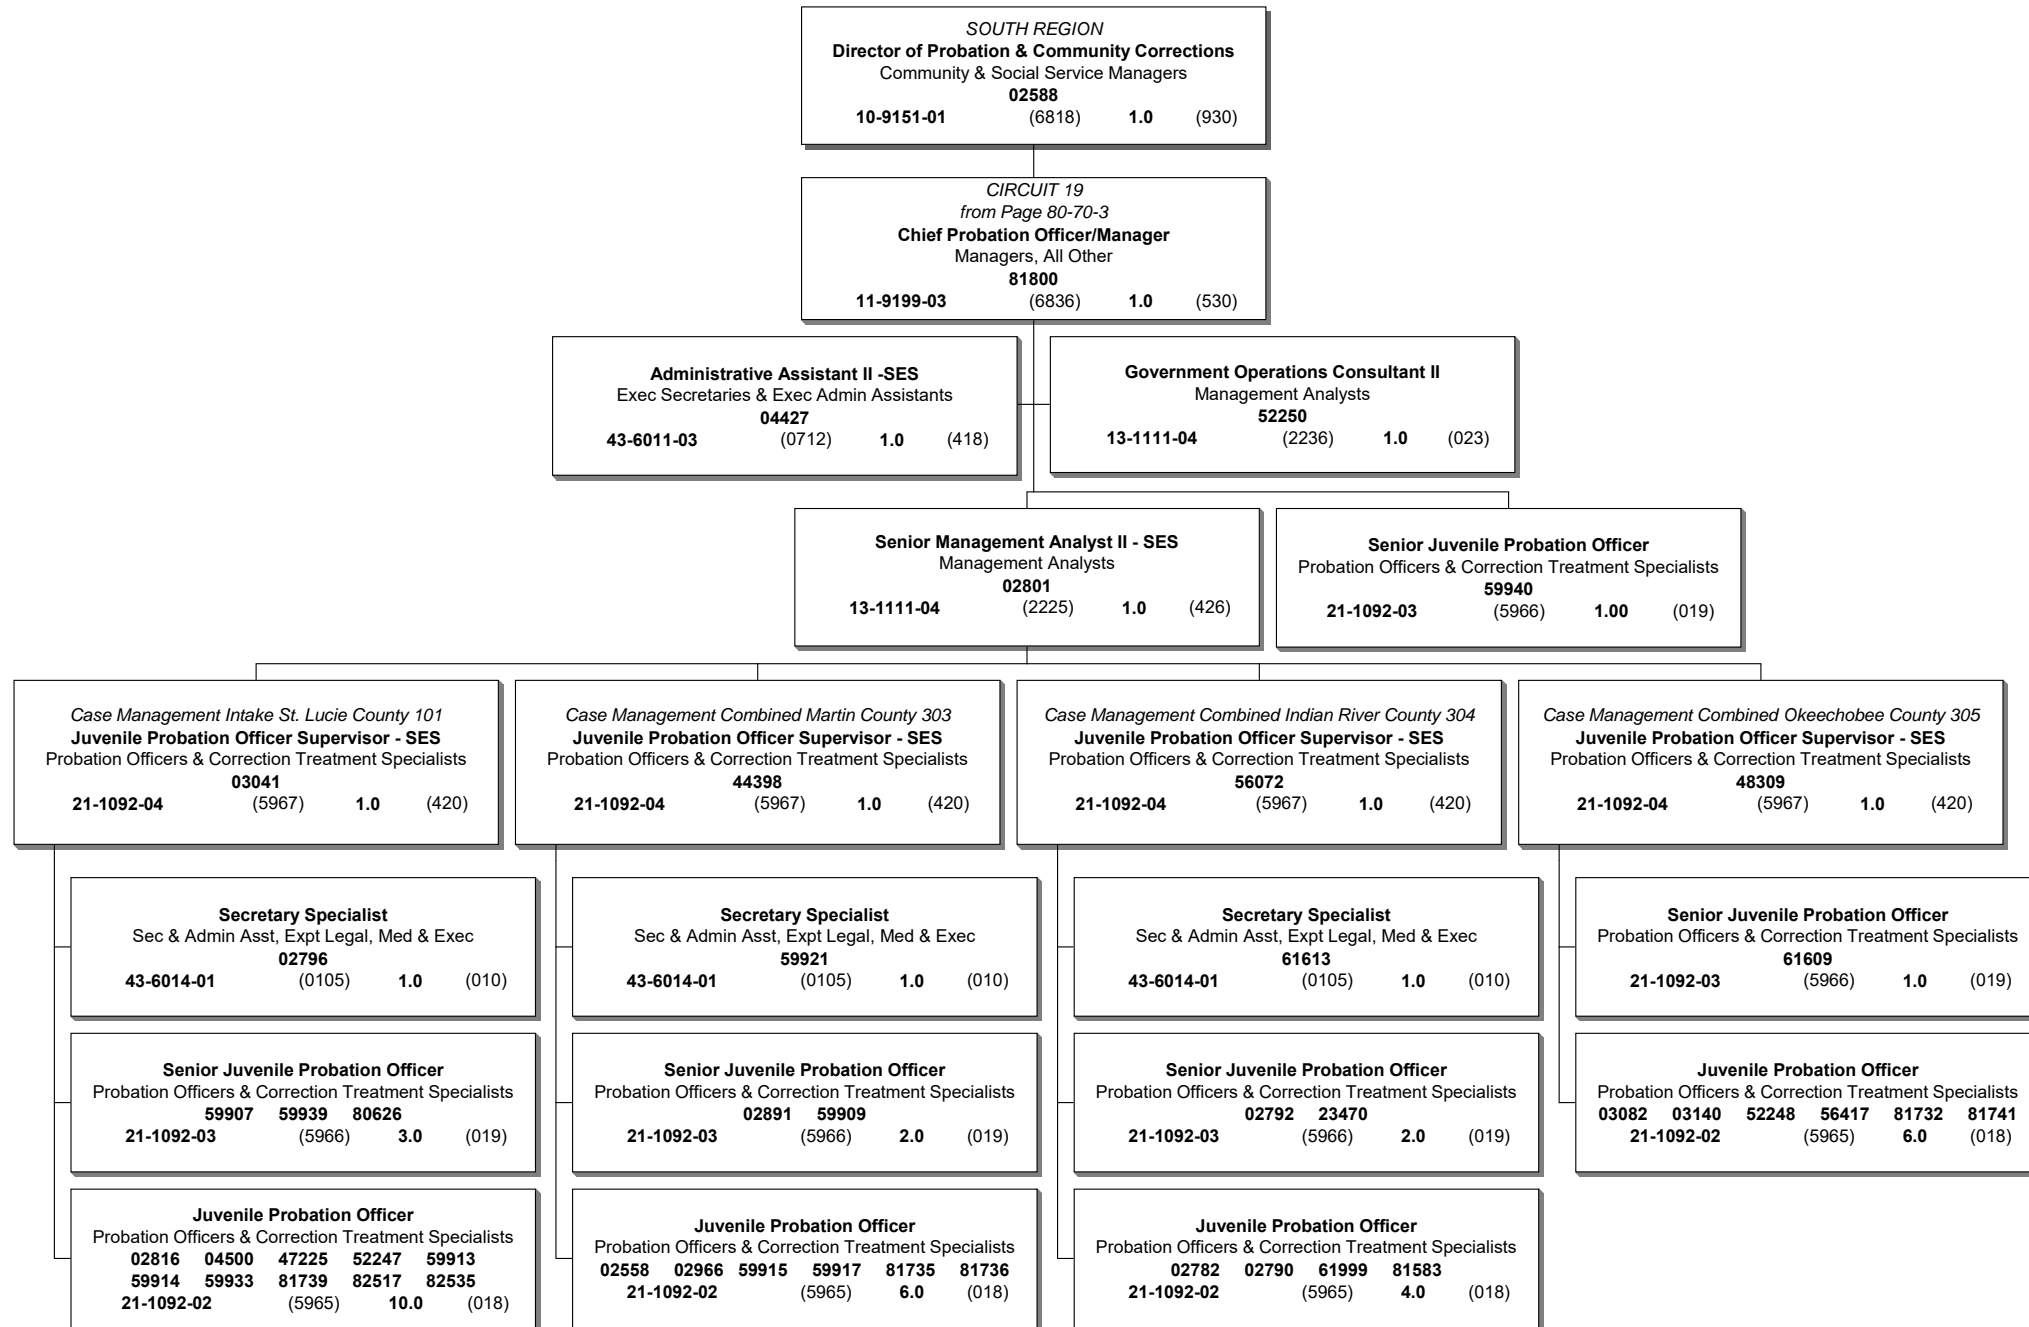 SOUTH REGION
Director of Probation & Community Corrections
Community & Social Service Managers
02588
10-9151-01 (6818) 1.0 (930)
CIRCUIT 19
from Page 80-70-3
Chief Probation Officer/Manager
Managers, All Other
81800
11-9199-03 (6836) 1.0 (530)
Administrative Assistant II -SES
Exec Secretaries & Exec Admin Assistants
04427
43-6011-03 (0712) 1.0 (418)
Government Operations Consultant II
Management Analysts
52250
13-1111-04 (2236) 1.0 (023)
Senior Management Analyst II - SES
Management Analysts
02801
13-1111-04 (2225) 1.0 (426)
Senior Juvenile Probation Officer
Probation Officers & Correction Treatment Specialists
59940
21-1092-03 (5966) 1.00 (019)
Case Management Intake St. Lucie County 101
Juvenile Probation Officer Supervisor - SES
Probation Officers & Correction Treatment Specialists
03041
21-1092-04 (5967) 1.0 (420)
Secretary Specialist
Sec & Admin Asst, Expt Legal, Med & Exec
02796
43-6014-01 (0105) 1.0 (010)
Senior Juvenile Probation Officer
Probation Officers & Correction Treatment Specialists
59907 59939 80626
21-1092-03 (5966) 3.0 (019)
Juvenile Probation Officer
Probation Officers & Correction Treatment Specialists
02816 04500 47225 52247 59913
59914 59933 81739 82517 82535
21-1092-02 (5965) 10.0 (018)
Case Management Combined Martin County 303
Juvenile Probation Officer Supervisor - SES
Probation Officers & Correction Treatment Specialists
44398
21-1092-04 (5967) 1.0 (420)
Secretary Specialist
Sec & Admin Asst, Expt Legal, Med & Exec
59921
43-6014-01 (0105) 1.0 (010)
Senior Juvenile Probation Officer
Probation Officers & Correction Treatment Specialists
02891 59909
21-1092-03 (5966) 2.0 (019)
Juvenile Probation Officer
Probation Officers & Correction Treatment Specialists
02558 02966 59915 59917 81735 81736
21-1092-02 (5965) 6.0 (018)
Case Management Combined Indian River County 304
Juvenile Probation Officer Supervisor - SES
Probation Officers & Correction Treatment Specialists
56072
21-1092-04 (5967) 1.0 (420)
Secretary Specialist
Sec & Admin Asst, Expt Legal, Med & Exec
61613
43-6014-01 (0105) 1.0 (010)
Senior Juvenile Probation Officer
Probation Officers & Correction Treatment Specialists
02792 23470
21-1092-03 (5966) 2.0 (019)
Juvenile Probation Officer
Probation Officers & Correction Treatment Specialists
02782 02790 61999 81583
21-1092-02 (5965) 4.0 (018)
Case Management Combined Okeechobee County 305
Juvenile Probation Officer Supervisor - SES
Probation Officers & Correction Treatment Specialists
48309
21-1092-04 (5967) 1.0 (420)
Senior Juvenile Probation Officer
Probation Officers & Correction Treatment Specialists
61609
21-1092-03 (5966) 1.0 (019)
Juvenile Probation Officer
Probation Officers & Correction Treatment Specialists
03082 03140 52248 56417 81732 81741
21-1092-02 (5965) 6.0 (018)